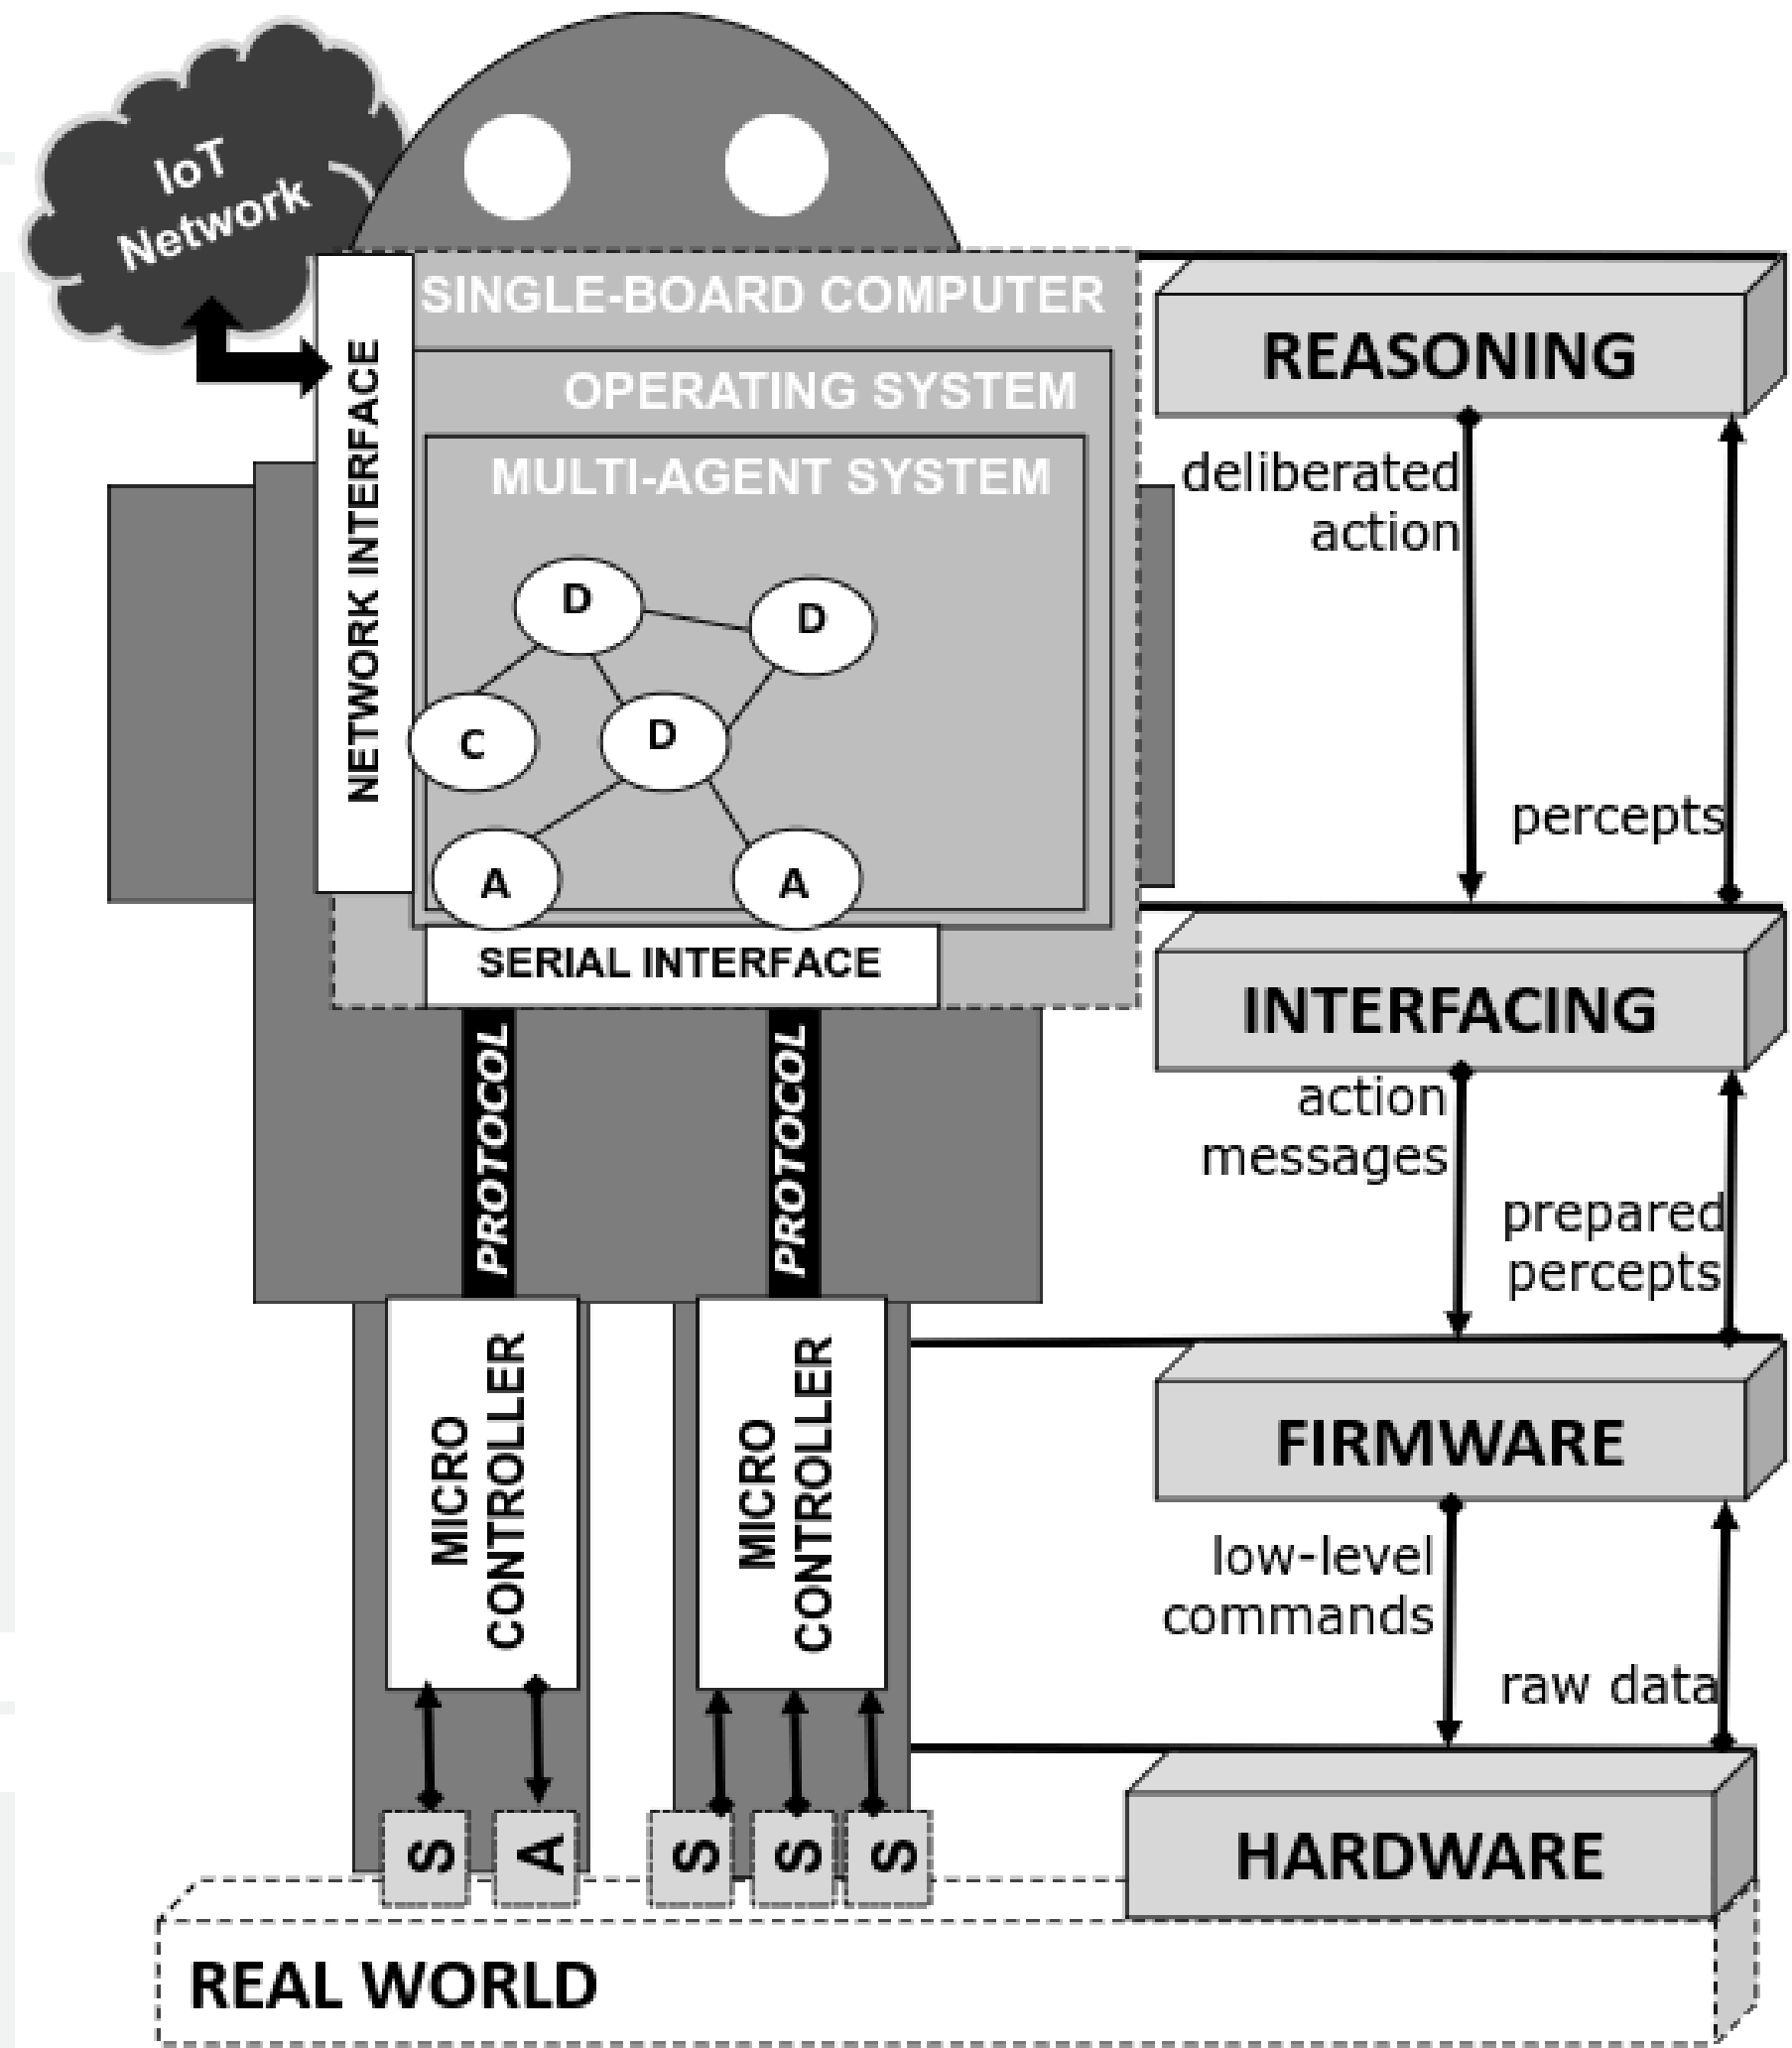 IoT
Network
SINGLE-BOARD COMPUTER
OPERATING SYSTEM
MULTI-AGENT SYSTEM
NETWORK INTERFACE
D
D
C
D
A
A
SERIAL INTERFACE
PROTOCOL
PROTOCOL
MICRO
CONTROLLER
MICRO
CONTROLLER
S
A
S
S
S
REAL WORLD
REASONING
deliberated
action
percepts
INTERFACING
action
messages
prepared
percepts
FIRMWARE
low-level
commands
raw data
HARDWARE